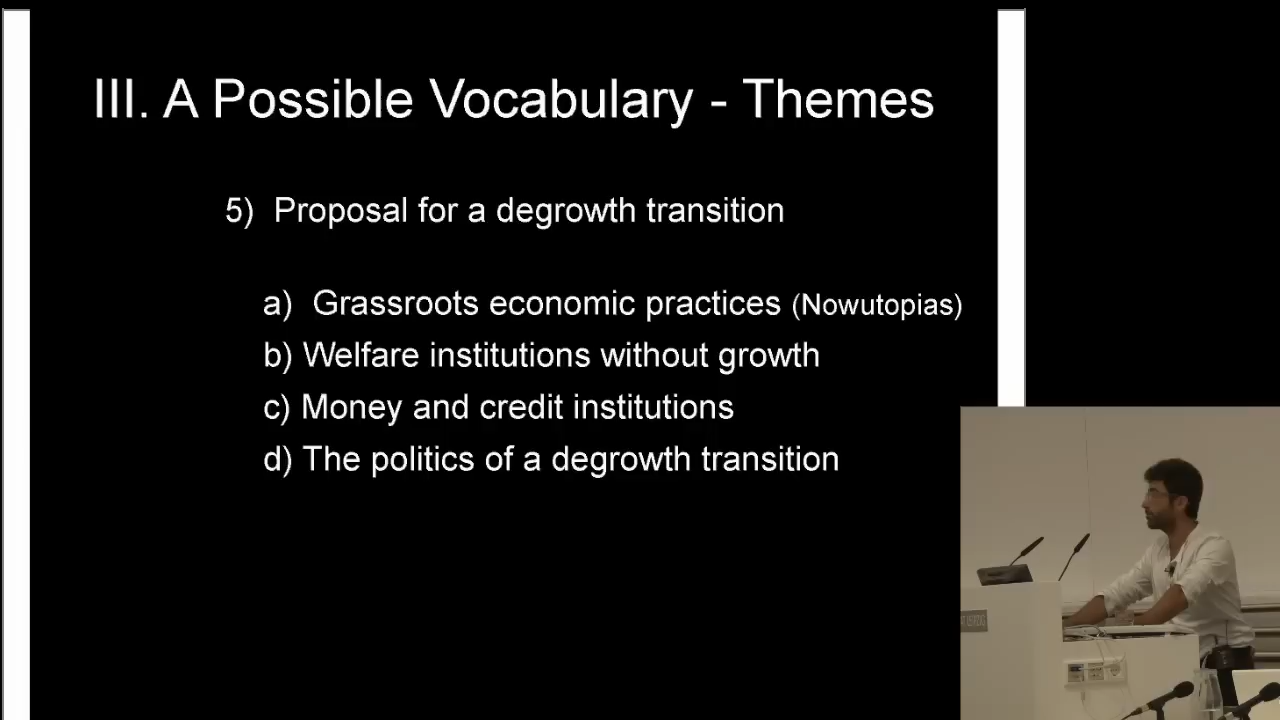 III. A Possible Vocabulary - Themes
5) Proposal for a degrowth transition
a) Grassroots economic practices (Nowutopias)
b) Welfare institutions without growth
c) Money and credit institutions
d) The politics of a degrowth transition